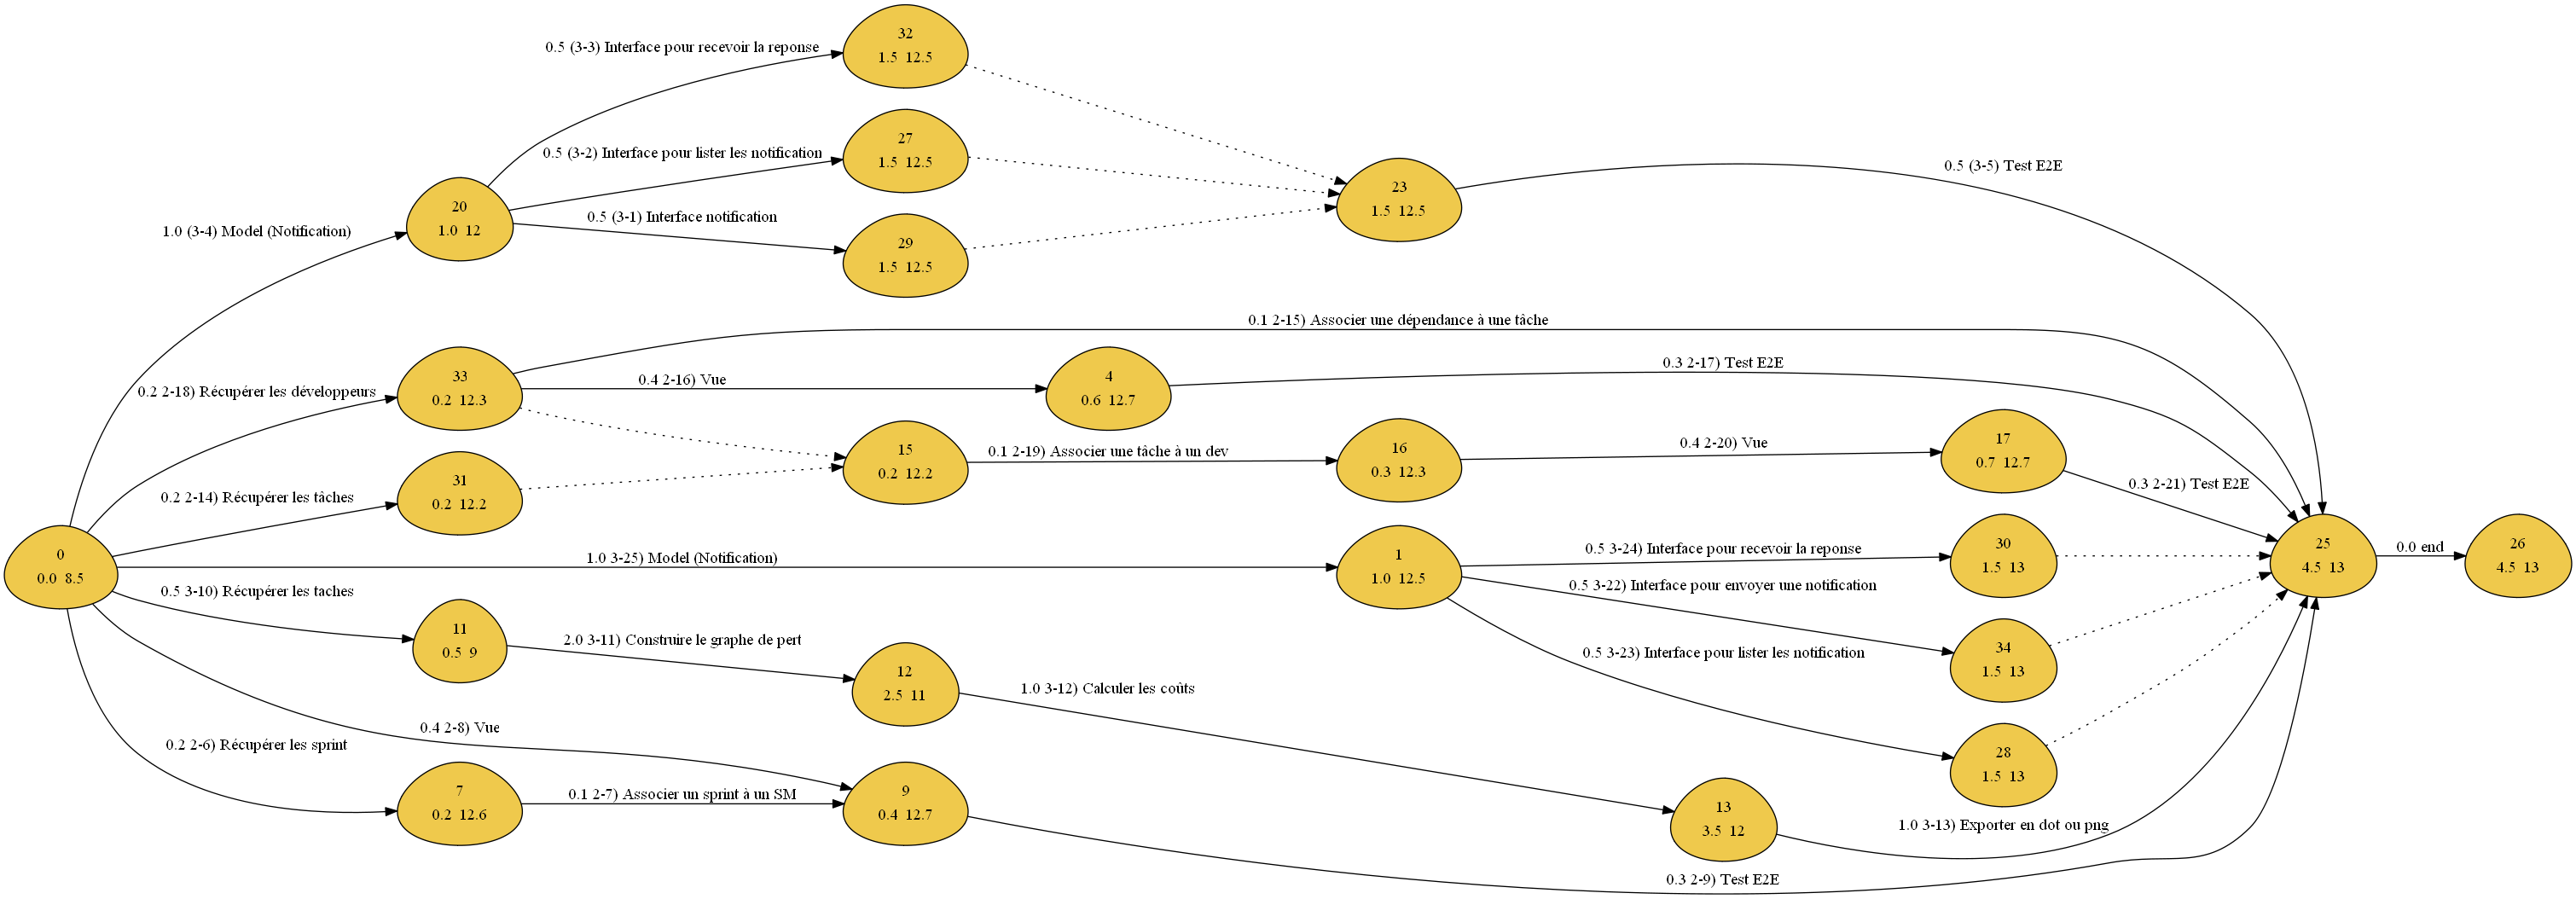 32
1.5 12.5
0.5 (3-3) Interface pour recevoir la reponse
27
1.5 12.5
0.5 (3-2) Interface pour lister les notification
20
1.0 12
0.5 (3-1) Interface notification
29
1.5 12.5
1.0 (3-4) Model (Notification)
23
1.5 12.5
0.5 (3-5) Test E2E
0.1 2-15) Associer une dépendance à une tâche
33
0.2 12.3
0.2 2-18) Récupérer les développeurs
0.4 2-16) Vue
4
0.6 12.7
0.3 2-17) Test E2E
31
0.2 12.2
0.2 2-14) Récupérer les tâches
15
0.2 12.2
0.1 2-19) Associer une tâche à un dev
16
0.3 12.3
0.4 2-20) Vue
17
0.7 12.7
0.3 2-21) Test E2E
0
0.0 8.5
1.0 3-25) Model (Notification)
1
1.0 12.5
0.5 3-24) Interface pour recevoir la reponse
30
1.5 13
25
4.5 13
0.0 end
26
4.5 13
0.5 3-22) Interface pour envoyer une notification
34
1.5 13
0.5 3-23) Interface pour lister les notification
28
1.5 13
0.5 3-10) Récupérer les taches
11
0.5 9
2.0 3-11) Construire le graphe de pert
12
2.5 11
1.0 3-12) Calculer les coûts
13
3.5 12
1.0 3-13) Exporter en dot ou png
0.4 2-8) Vue
0.2 2-6) Récupérer les sprint
7
0.2 12.6
0.1 2-7) Associer un sprint à un SM
9
0.4 12.7
0.3 2-9) Test E2E